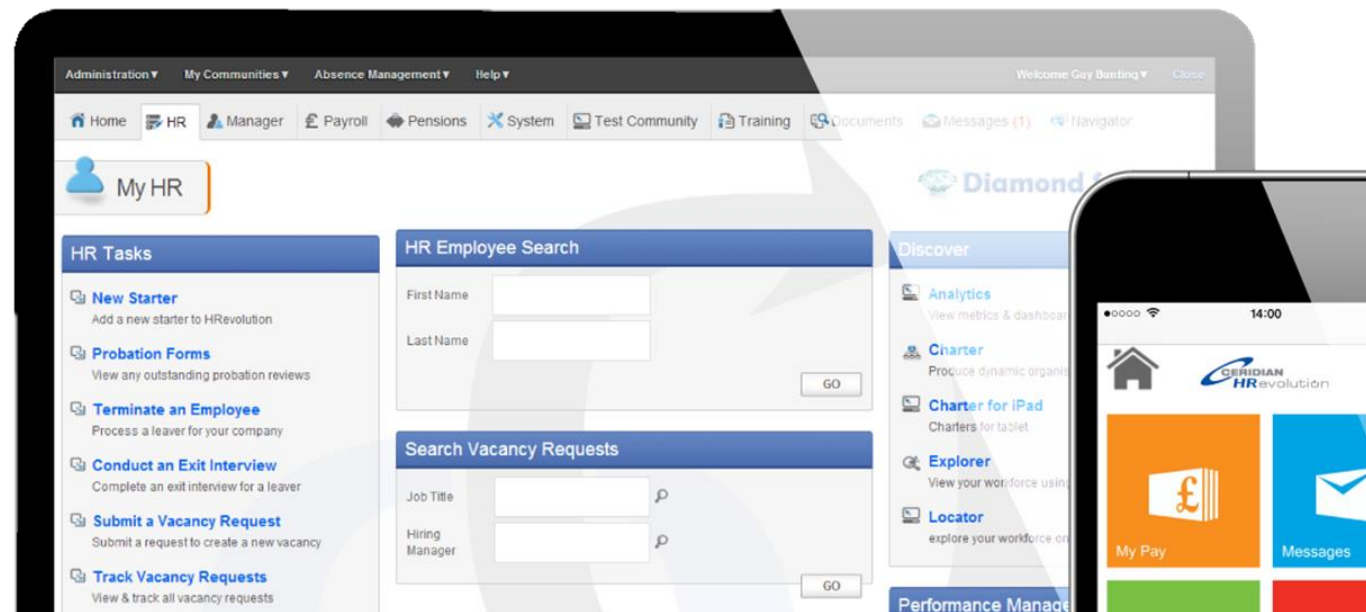 Administration▼ My Communities▼ Absence Management▼ Help▼ Welcome Guy Bunting▼ Close
Home HR Manager £ Payroll Pensions System Test Community Training Documents Messages (1) Navigator
My HR
Diamond
HR Tasks
New Starter
Add a new starter to HRevolution
Probation Forms
View any outstanding probation reviews
Terminate an Employee
Process a leaver for your company
Conduct an Exit Interview
Complete an exit interview for a leaver
Submit a Vacancy Request
Submit a request to create a new vacancy
Track Vacancy Requests
View & track all vacancy requests
HR Employee Search
First Name
Last Name
GO
Search Vacancy Requests
Job Title
Hiring
Manager
GO
Discover
Analytics
View metrics & dashboar
Charter
Produce dynamic organis
Charter for iPad
Charters for tablet
Explorer
View your workforce using
Locator
explore your workforce on
Performance Manage
14:00
CERIDIAN
HRevolution
£
My Pay
Messages